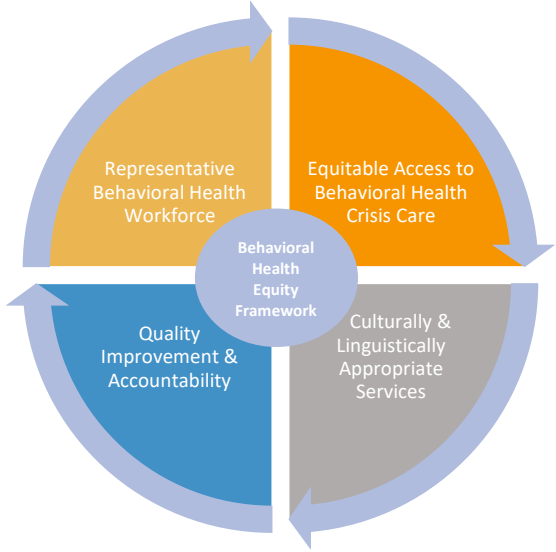 Representative
Behavioral Health
Workforce
Equitable Access to
Behavioral Health
Crisis Care
Behavioral
Health
Equity
Framework
Quality
Improvement &
Accountability
Culturally &
Linguistically
Appropriate
Services